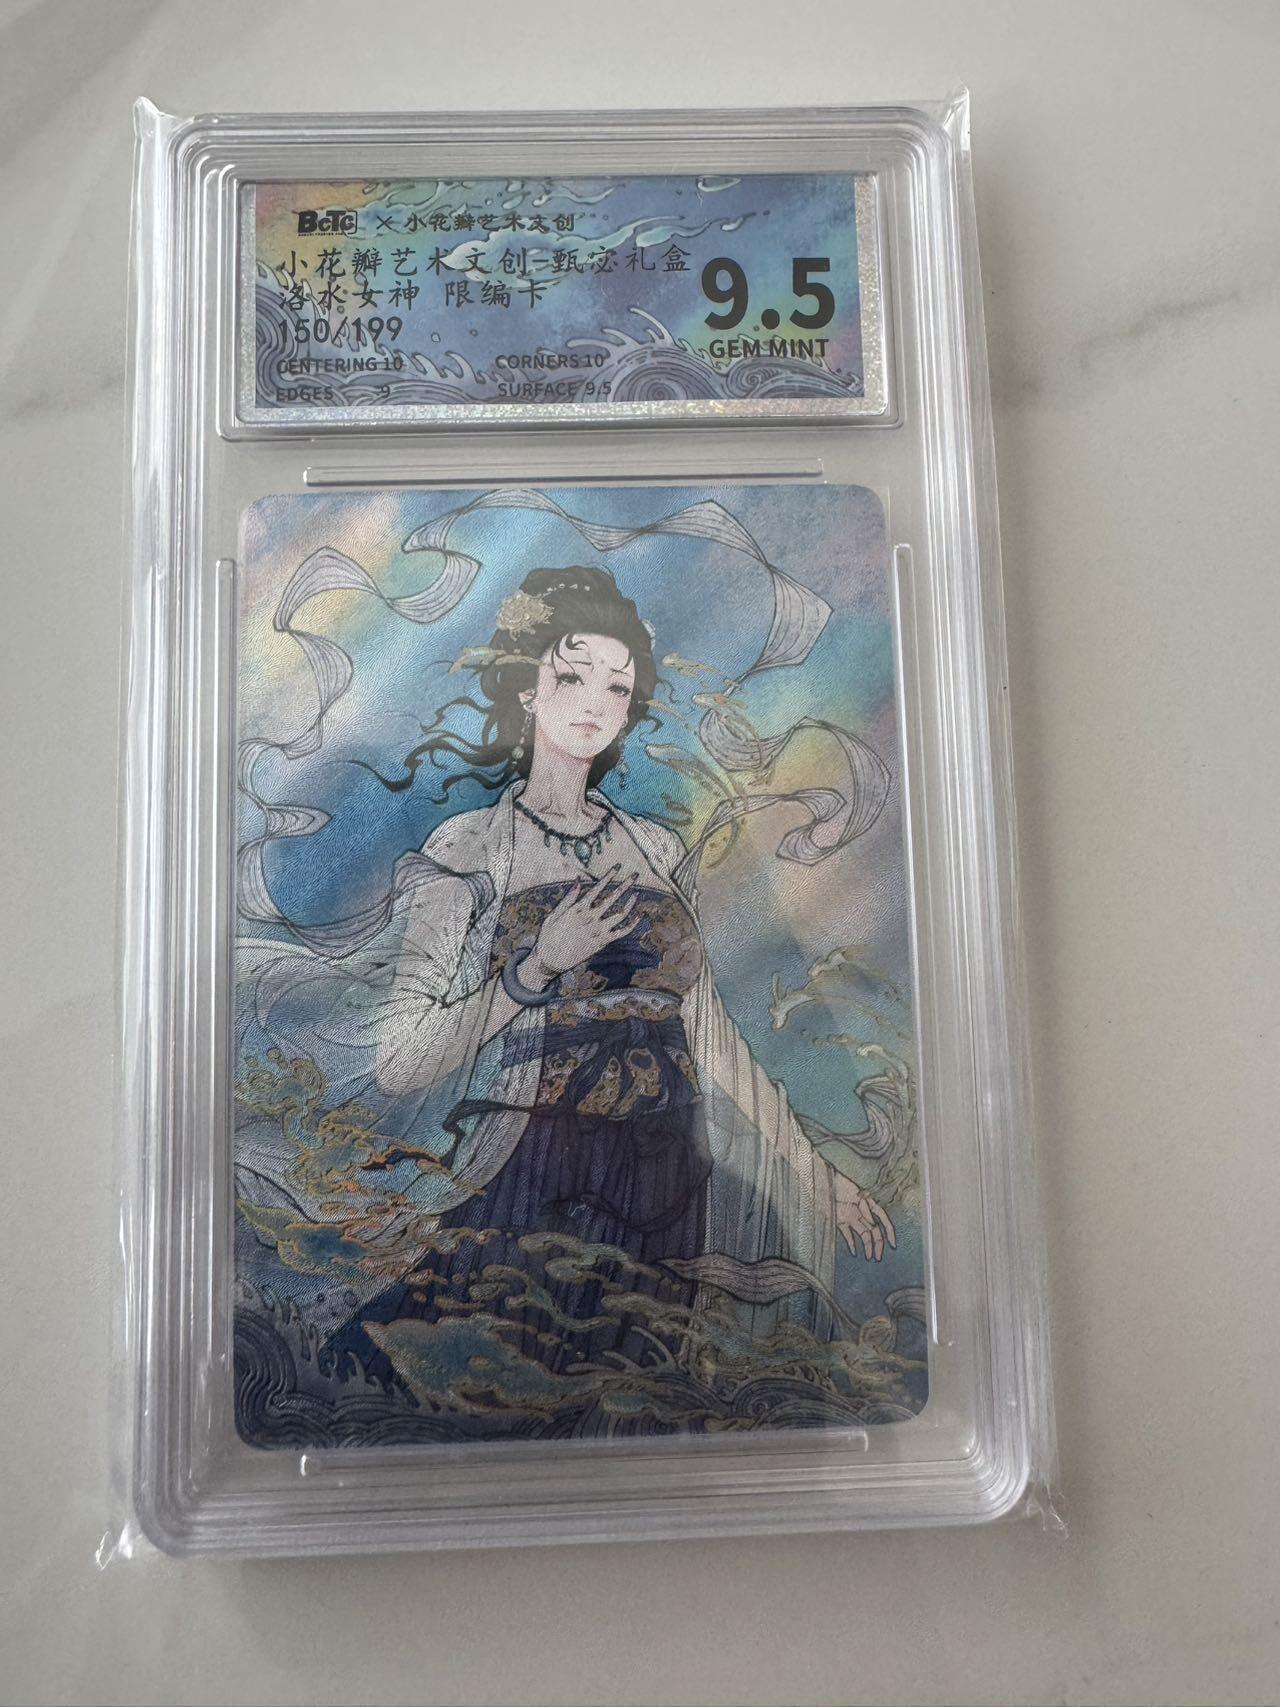 BCTG × 小花瓣艺术文创
小花瓣艺术文创-甄宓礼盒
洛水女神 限编卡
150/199
9.5
GEM MINT
CENTERING 10 CORNERS 10
EDGES 9 SURFACE 9.5